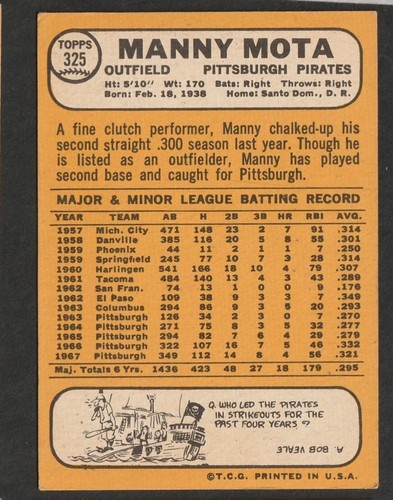 TOPPS
325
MANNY MOTA
OUTFIELD PITTSBURGH PIRATES
Ht: 5'10" Wt: 170 Bats: Right Throws: Right
Born: Feb. 18, 1938 Home: Santo Dom., D. R.
A fine clutch performer, Manny chalked-up his
second straight .300 season last year. Though he
is listed as an outfielder, Manny has played
second base and caught for Pittsburgh.
MAJOR & MINOR LEAGUE BATTING RECORD
YEAR TEAM AB H 2B 3B HR RBI AVG.
1957 Mich. City 471 148 23 2 7 91 .314
1958 Danville 385 116 20 5 8 55 .301
1959 Phoenix 44 11 2 1 1 7 .250
1959 Springfield 245 77 10 7 3 28 .314
1960 Harlingen 541 166 18 10 4 79 .307
1961 Tacoma 484 140 13 4 3 43 .289
1962 San. Fran. 74 13 1 0 0 9 .176
1962 El Paso 109 38 9 3 3 7 .349
1963 Columbus 294 86 9 3 5 20 .293
1963 Pittsburgh 126 34 2 3 0 7 .270
1964 Pittsburgh 271 75 8 3 5 32 .277
1965 Pittsburgh 294 82 7 6 4 29 .279
1966 Pittsburgh 322 107 16 7 5 46 .332
1967 Pittsburgh 349 112 14 8 4 56 .321
Maj. Totals 6 Yrs. 1436 423 48 27 18 179 .295
Q. WHO LED THE PIRATES
IN STRIKEOUTS FOR THE
PAST FOUR YEARS?
A. BOB VEALE
©T.C.G. PRINTED IN U.S.A.